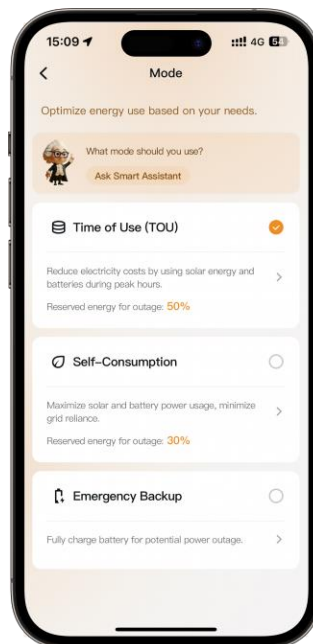 15:09
4G 54
Mode
Optimize energy use based on your needs.
What mode should you use?
Ask Smart Assistant
Time of Use (TOU)
Reduce electricity costs by using solar energy and
batteries during peak hours.
Reserved energy for outage: 50%
Self-Consumption
Maximize solar and battery power usage, minimize
grid reliance.
Reserved energy for outage: 30%
Emergency Backup
Fully charge battery for potential power outage.